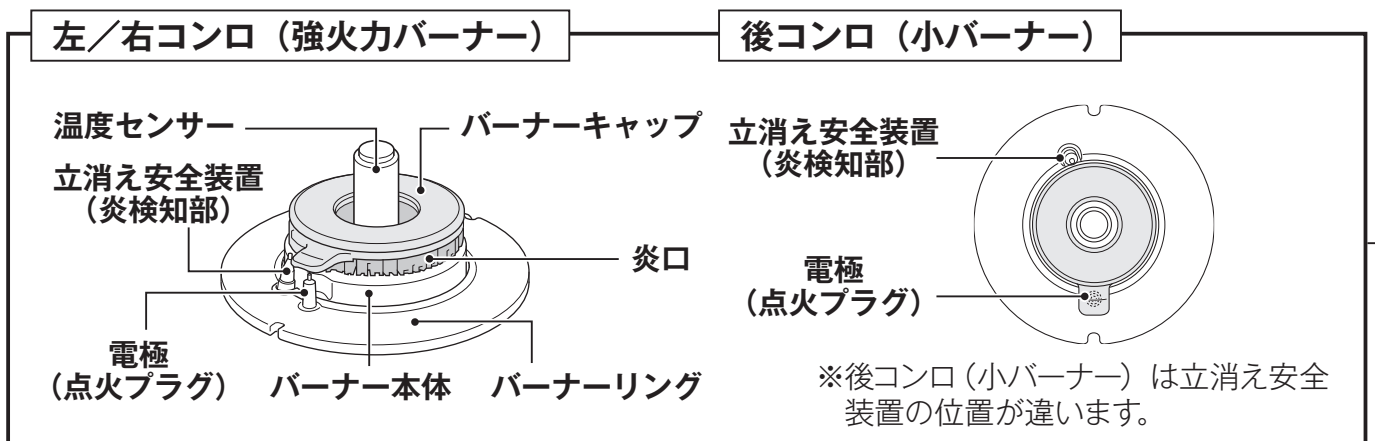 左／右コンロ（強火力バーナー）
温度センサー
バーナーキャップ
立消え安全装置
（炎検知部）
炎口
電極
（点火プラグ）
バーナー本体
バーナーリング
後コンロ（小バーナー）
立消え安全装置
（炎検知部）
電極
（点火プラグ）
※後コンロ（小バーナー）は立消え安全
装置の位置が違います。